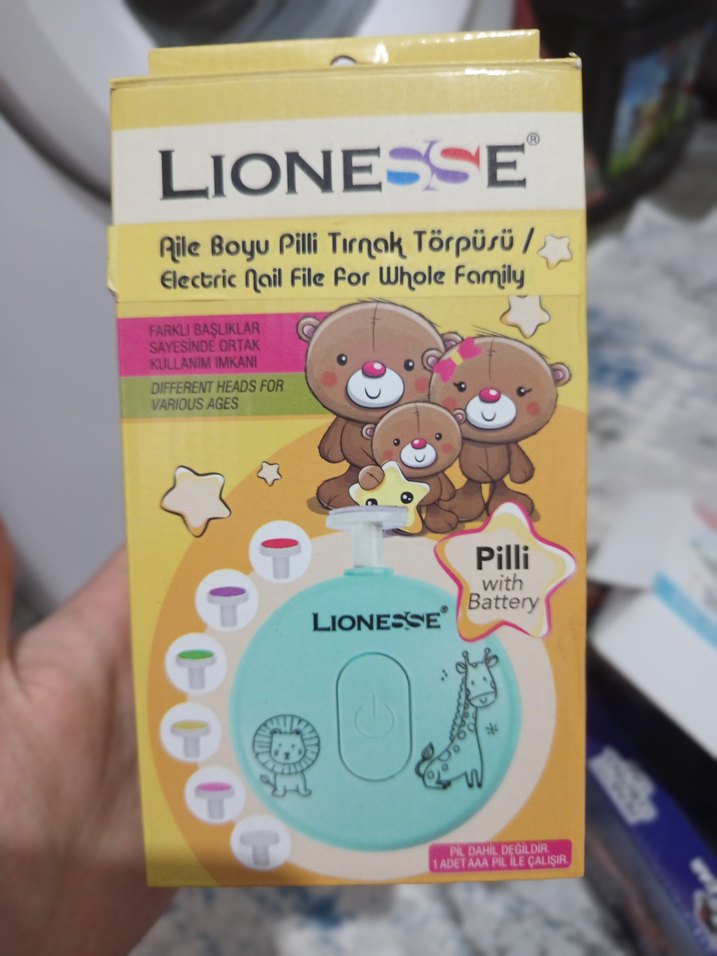 LIONESSE®
Aile Boyu Pilli Tırnak Törpüsü /
Electric Nail File For Whole Family
FARKLI BAŞLIKLAR
SAYESİNDE ORTAK
KULLANIM IMKANI
DIFFERENT HEADS FOR
VARIOUS AGES
Pilli
with
Battery
LIONESSE®
PİL DAHİL DEĞİLDİR.
1 ADET AAA PİL İLE ÇALIŞIR.